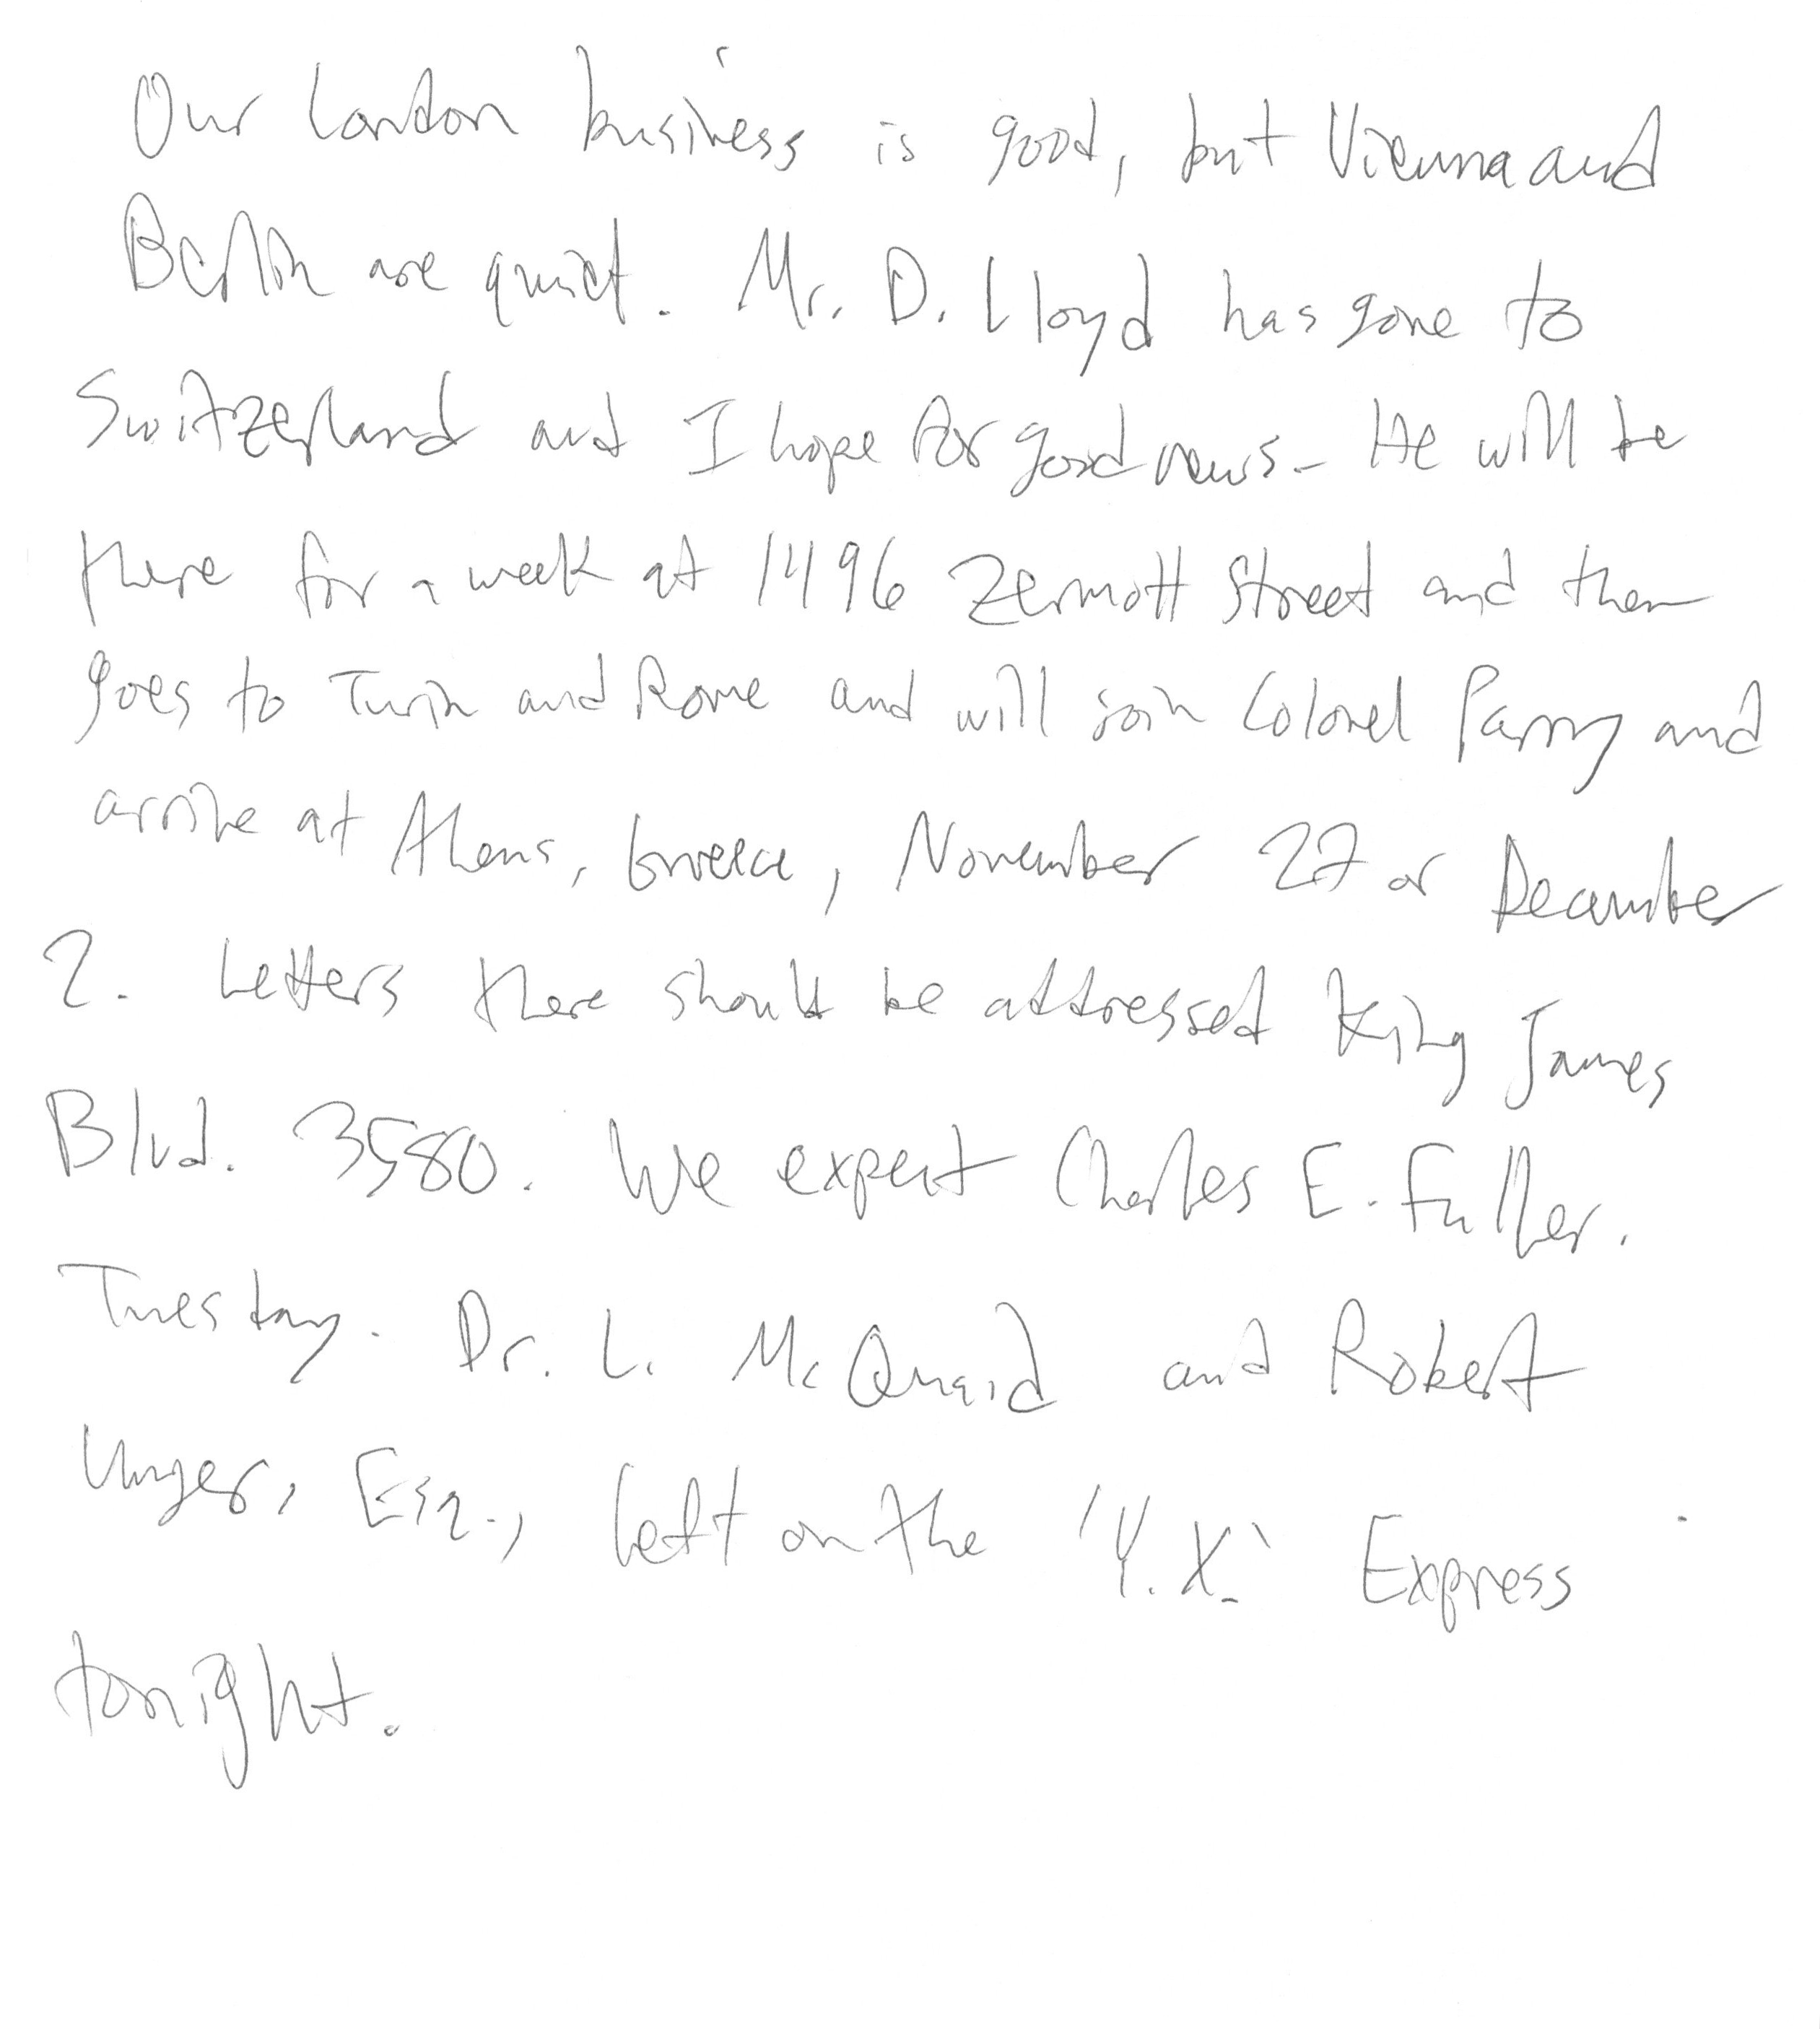 Our London business is good, but Vienna and
Berlin are quiet. Mr. D. Lloyd has gone to
Switzerland and I hope for good news. He will be
there for a week at 1496 Zermott Street and then
goes to Turin and Rome and will join Colonel Parry and
arrive at Athens, Greece, November 27 or December
2. Letters there should be addressed King James
Blvd. 3580. We expect Charles E. Fuller.
Tuesday. Dr. L. McQuaid and Robert
Unger, Esq., left on the 'Y.X.' Express
tonight.